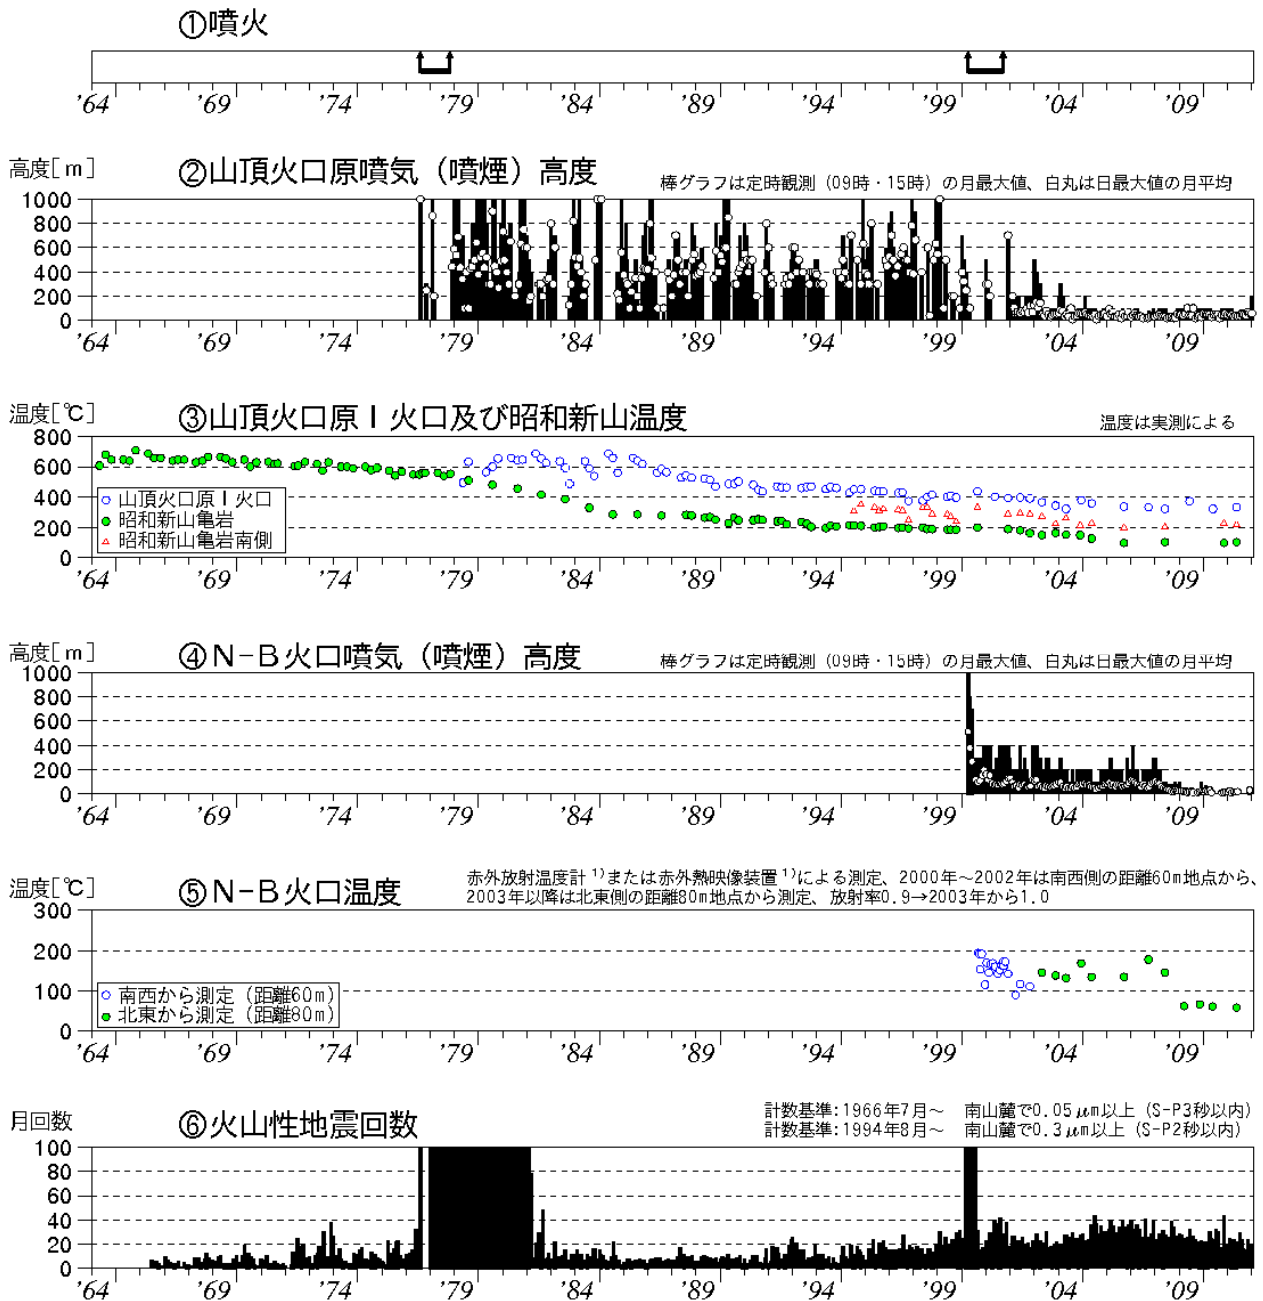 ①噴火
'64 '69 '74 '79 '84 '89 '94 '99 '04 '09
高度[m] ②山頂火口原噴気（噴煙）高度 棒グラフは定時観測（09時・15時）の月最大値、白丸は日最大値の月平均
1000
800
600
400
200
0
'64 '69 '74 '79 '84 '89 '94 '99 '04 '09
温度[℃] ③山頂火口原Ｉ火口及び昭和新山温度 温度は実測による
800
600
400
200
0
山頂火口原Ｉ火口
昭和新山亀岩
昭和新山亀岩南側
'64 '69 '74 '79 '84 '89 '94 '99 '04 '09
高度[m] ④N-B火口噴気（噴煙）高度 棒グラフは定時観測（09時・15時）の月最大値、白丸は日最大値の月平均
1000
800
600
400
200
0
'64 '69 '74 '79 '84 '89 '94 '99 '04 '09
温度[℃] ⑤N-B火口温度 赤外放射温度計1)または赤外熱映像装置1)による測定、2000年～2002年は南西側の距離60m地点から、
2003年以降は北東側の距離80m地点から測定、放射率0.9→2003年から1.0
300
200
100
0
南西から測定（距離60m）
北東から測定（距離80m）
'64 '69 '74 '79 '84 '89 '94 '99 '04 '09
月回数 ⑥火山性地震回数 計数基準:1966年7月～ 南山麓で0.05μm以上（S-P3秒以内）
計数基準:1994年8月～ 南山麓で0.3μm以上（S-P2秒以内）
100
80
60
40
20
0
'64 '69 '74 '79 '84 '89 '94 '99 '04 '09